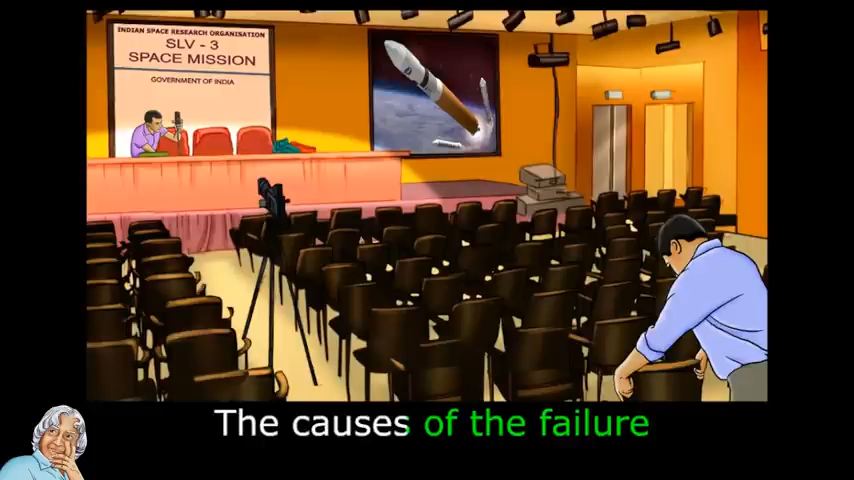 INDIAN SPACE RESEARCH ORGANISATION
SLV - 3
SPACE MISSION
GOVERNMENT OF INDIA
The causes of the failure